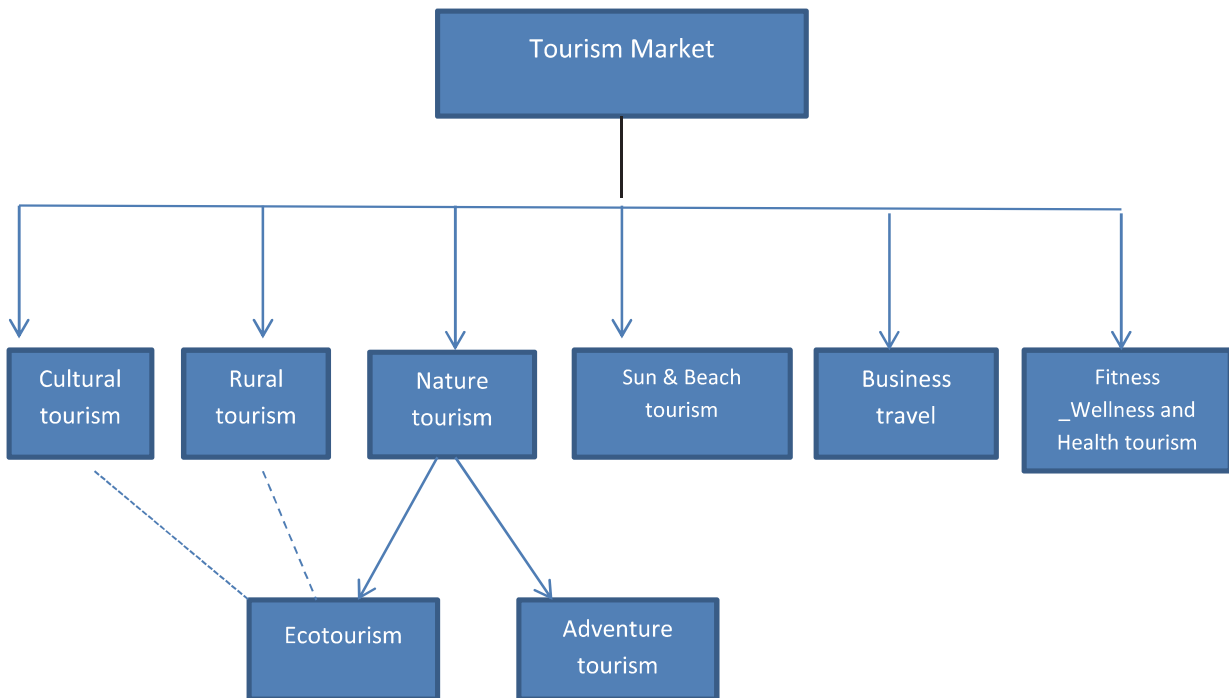 Tourism Market
Cultural
tourism
Rural
tourism
Nature
tourism
Sun & Beach
tourism
Business
travel
Fitness
_Wellness and
Health tourism
Ecotourism
Adventure
tourism